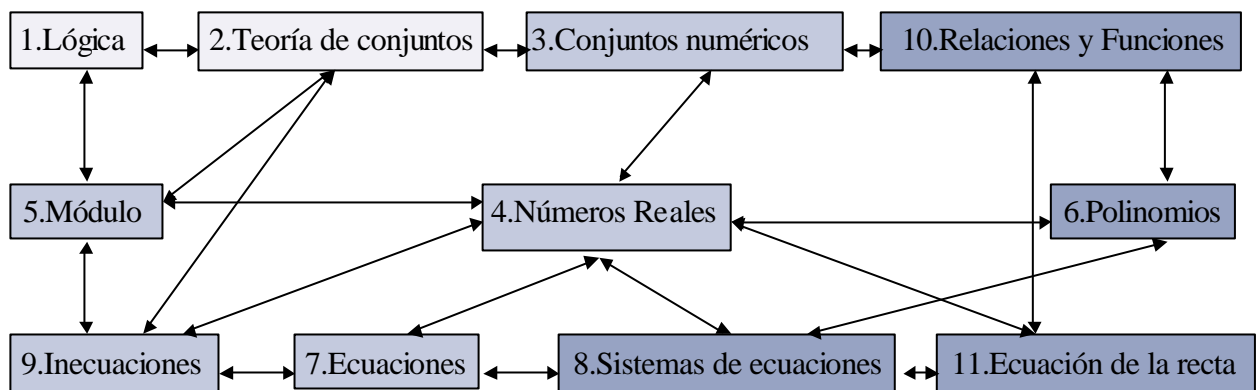 1.Lógica
2.Teoría de conjuntos
3.Conjuntos numéricos
10.Relaciones y Funciones
5.Módulo
4.Números Reales
6.Polinomios
9.Inecuaciones
7.Ecuaciones
8.Sistemas de ecuaciones
11.Ecuación de la recta